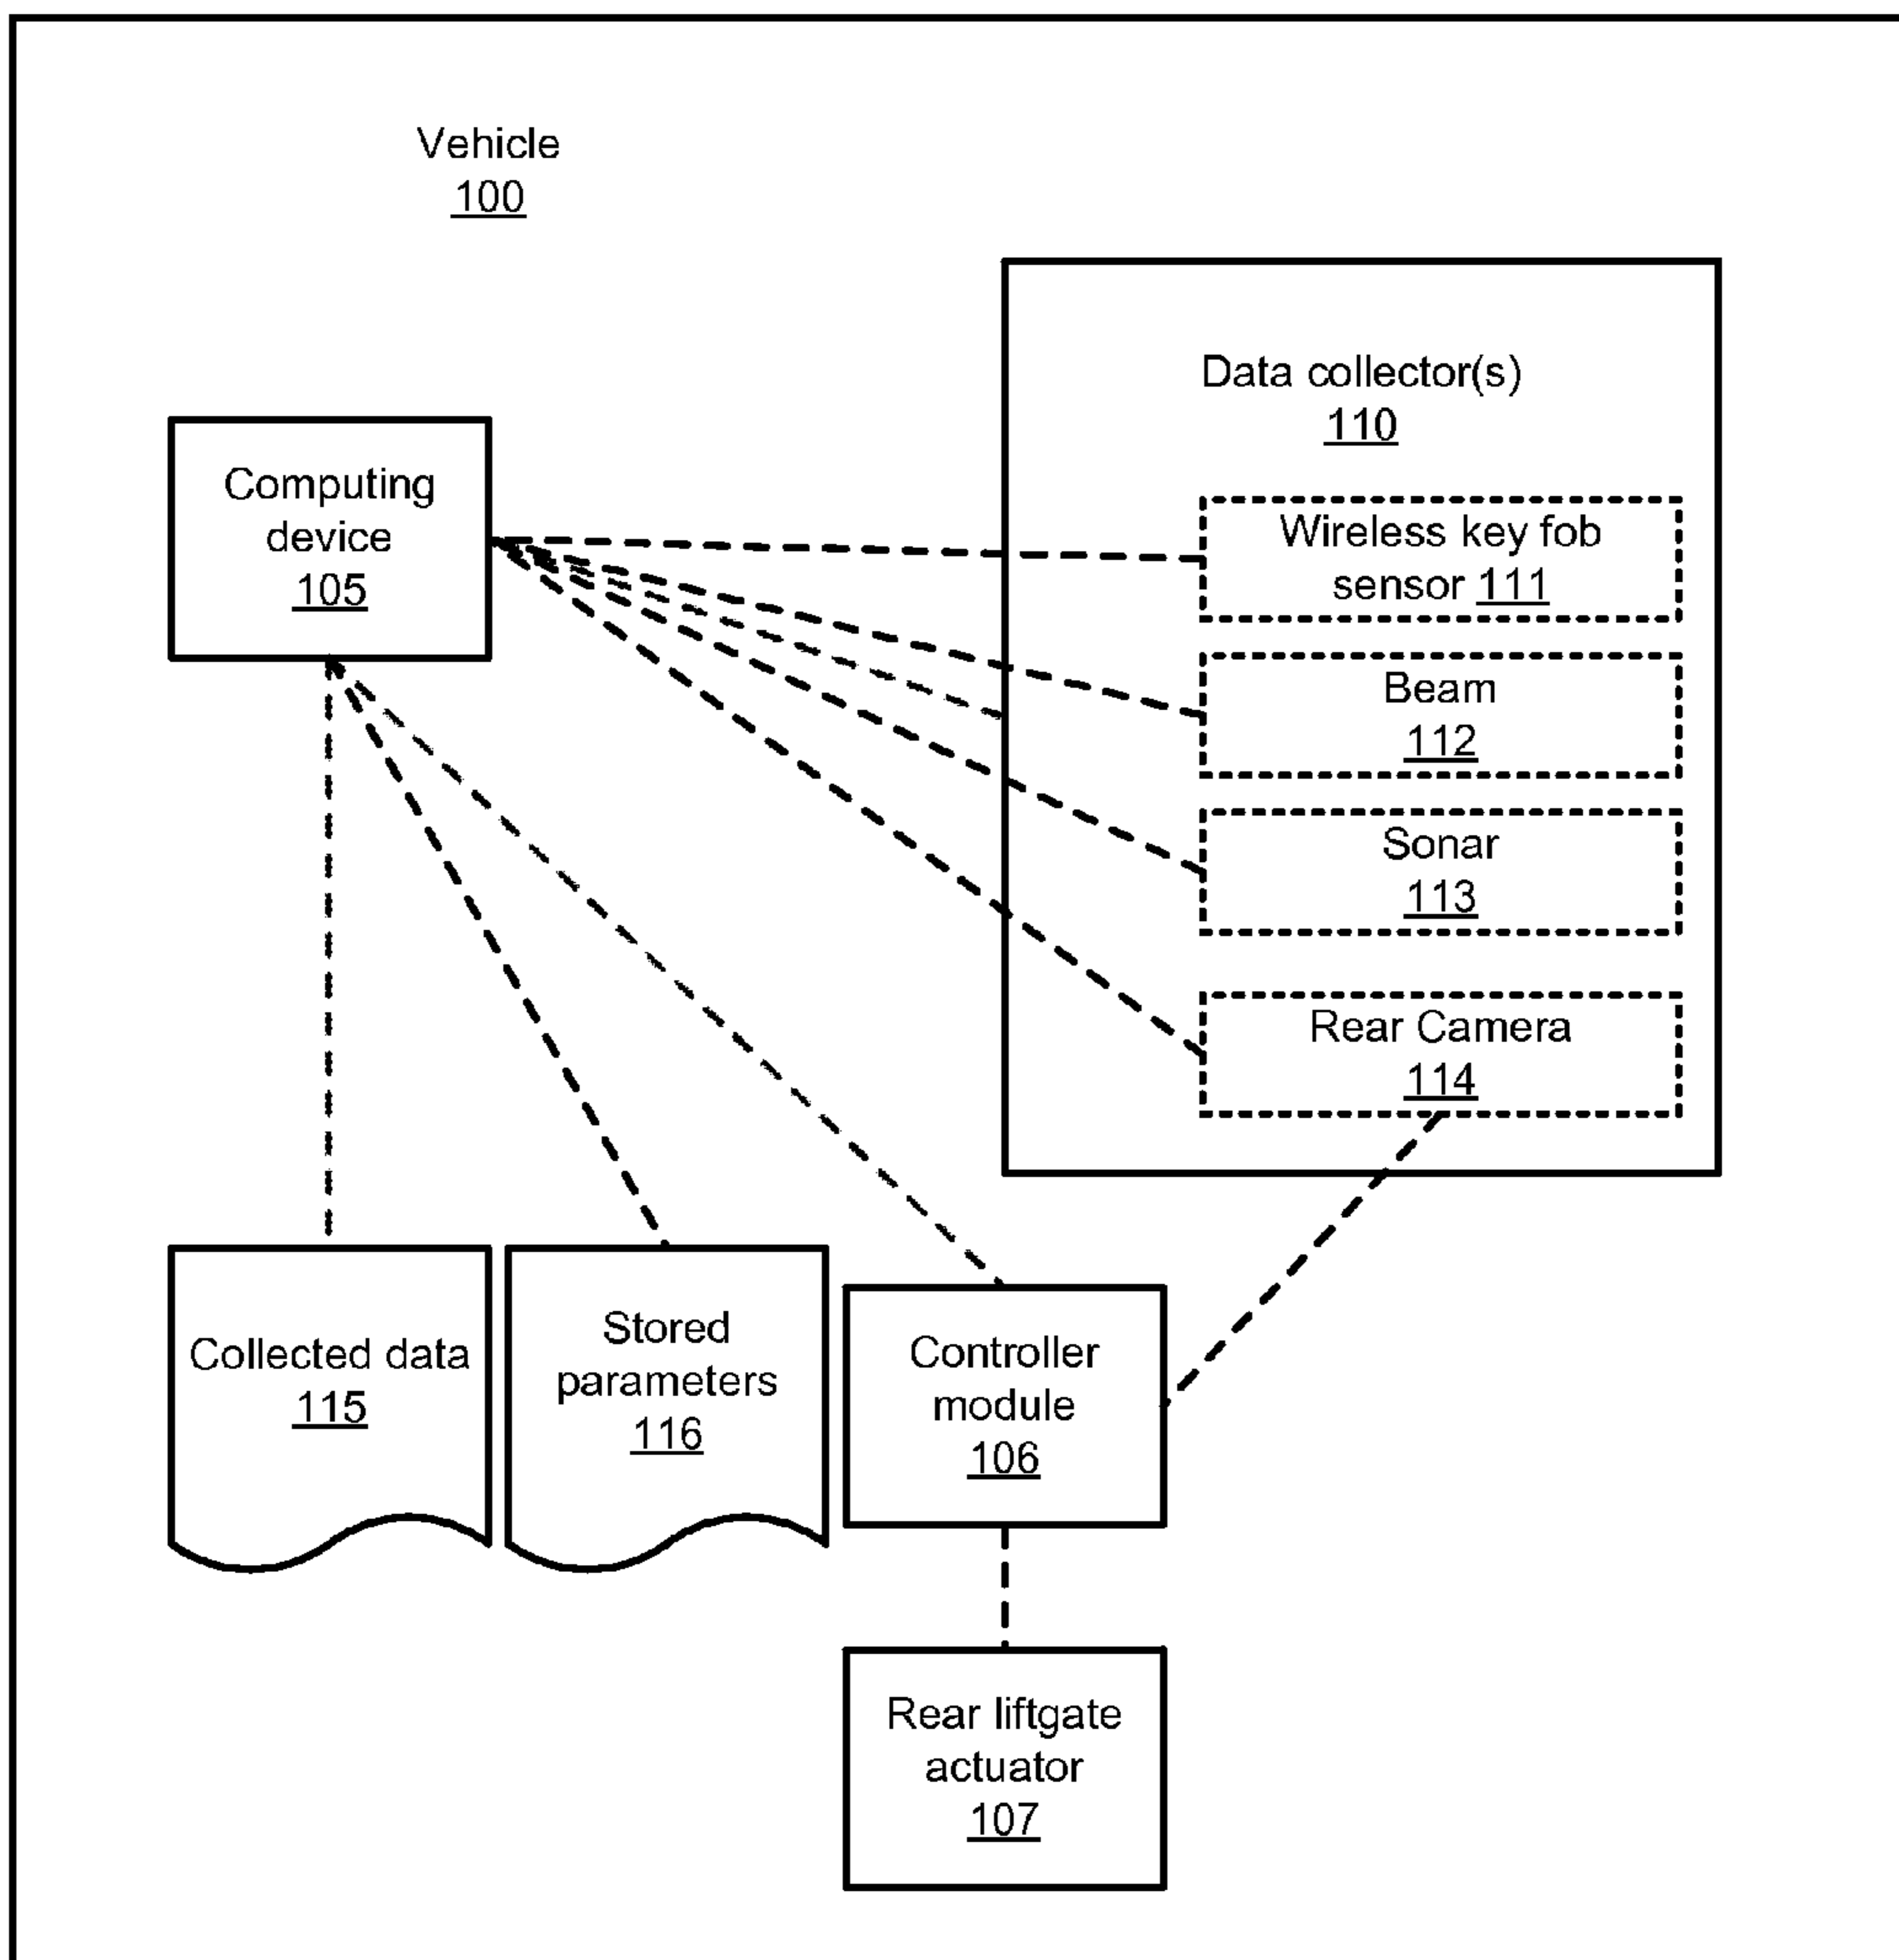 Vehicle
100
Data collector(s)
110
Computing
device
105
Wireless key fob
sensor 111
Beam
112
Sonar
113
Rear Camera
114
Collected data
115
Stored
parameters
116
Controller
module
106
Rear liftgate
actuator
107